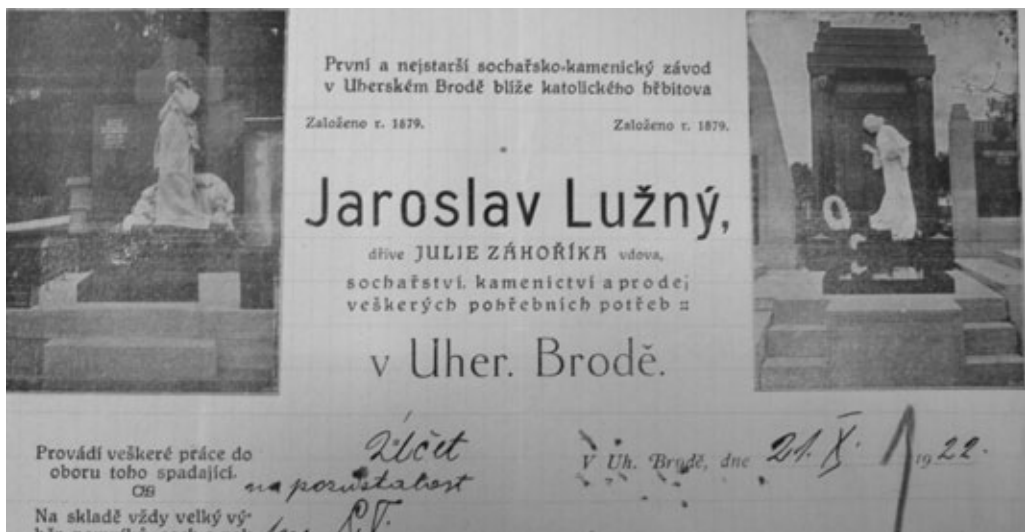 První a nejstarší sochařsko-kamenický závod
v Uherském Brodě blíže katolického hřbitova
Založeno r. 1879. Založeno r. 1879.
Jaroslav Lužný,
dříve JULIE ZÁHOŘÍKA vdova,
sochařství, kamenictví a prodej
veškerých pohřebních potřeb ::
v Uher. Brodě.
Provádí veškeré práce do
oboru toho spadající.
Účet
na pozůstalost
V Uh. Brodě, dne 21. X. 1922.
Na skladě vždy velký vý-